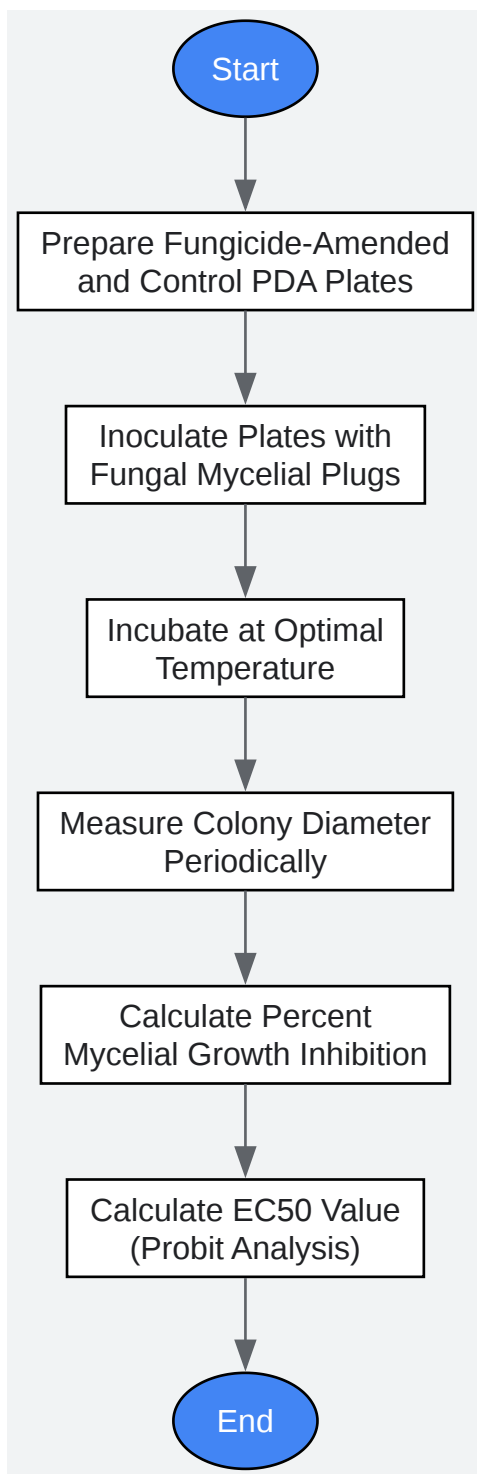 Start
Prepare Fungicide-Amended
and Control PDA Plates
Inoculate Plates with
Fungal Mycelial Plugs
Incubate at Optimal
Temperature
Measure Colony Diameter
Periodically
Calculate Percent
Mycelial Growth Inhibition
Calculate EC50 Value
(Probit Analysis)
End